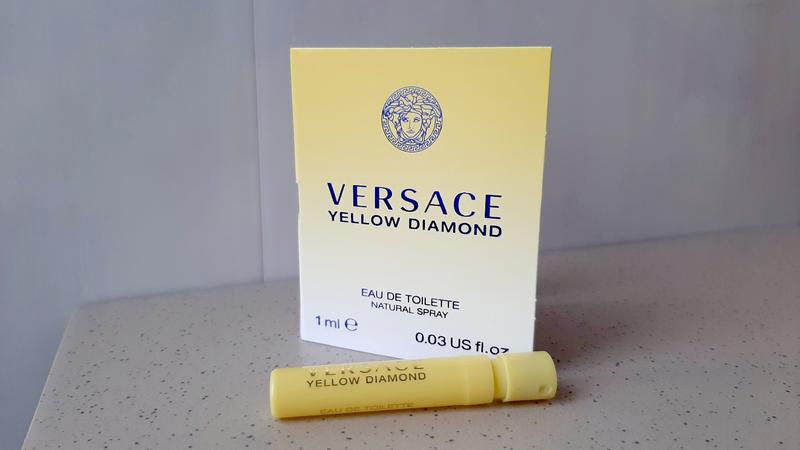 VERSACE
YELLOW DIAMOND
EAU DE TOILETTE
NATURAL SPRAY
1 ml ℮
0.03 US fl.oz
VERSACE
YELLOW DIAMOND
EAU DE TOILETTE